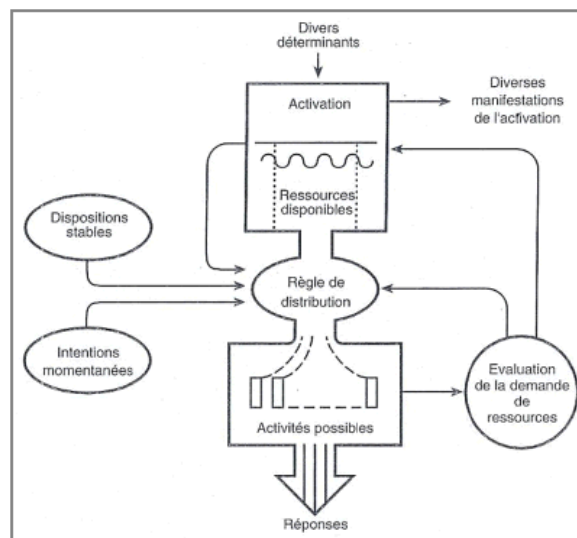 Divers
déterminants
Activation
Diverses
manifestations
de l'activation
Ressources
disponibles
Dispositions
stables
Règle de
distribution
Intentions
momentanées
Evaluation
de la demande
de
ressources
Activités possibles
Réponses